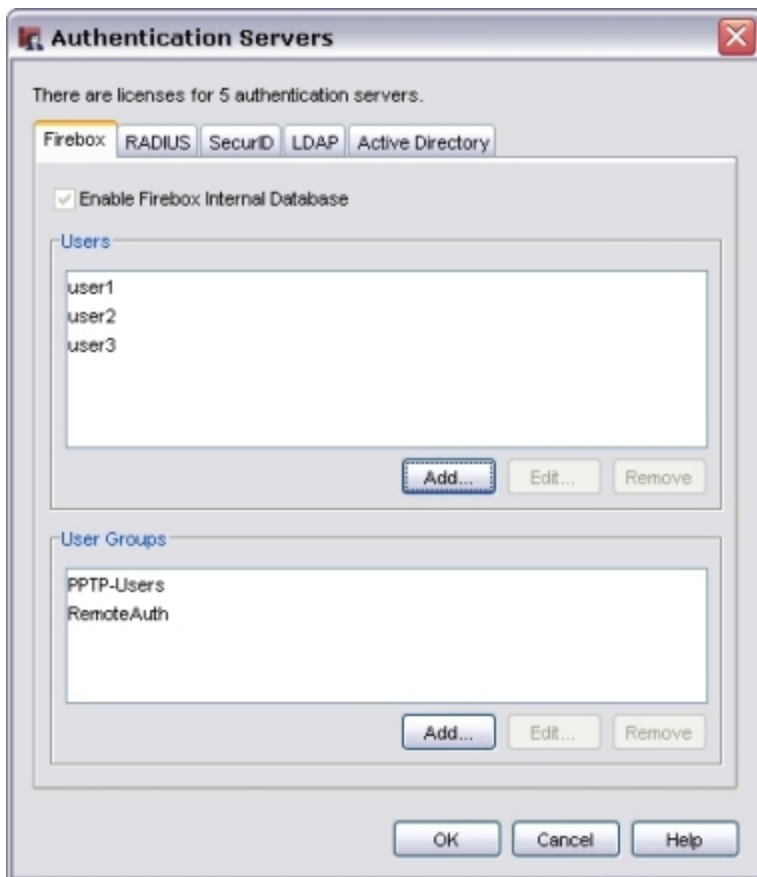 Authentication Servers
There are licenses for 5 authentication servers.
Firebox RADIUS SecurID LDAP Active Directory
Enable Firebox Internal Database
Users
user1
user2
user3
Add... Edit... Remove
User Groups
PPTP-Users
RemoteAuth
Add... Edit... Remove
OK Cancel Help